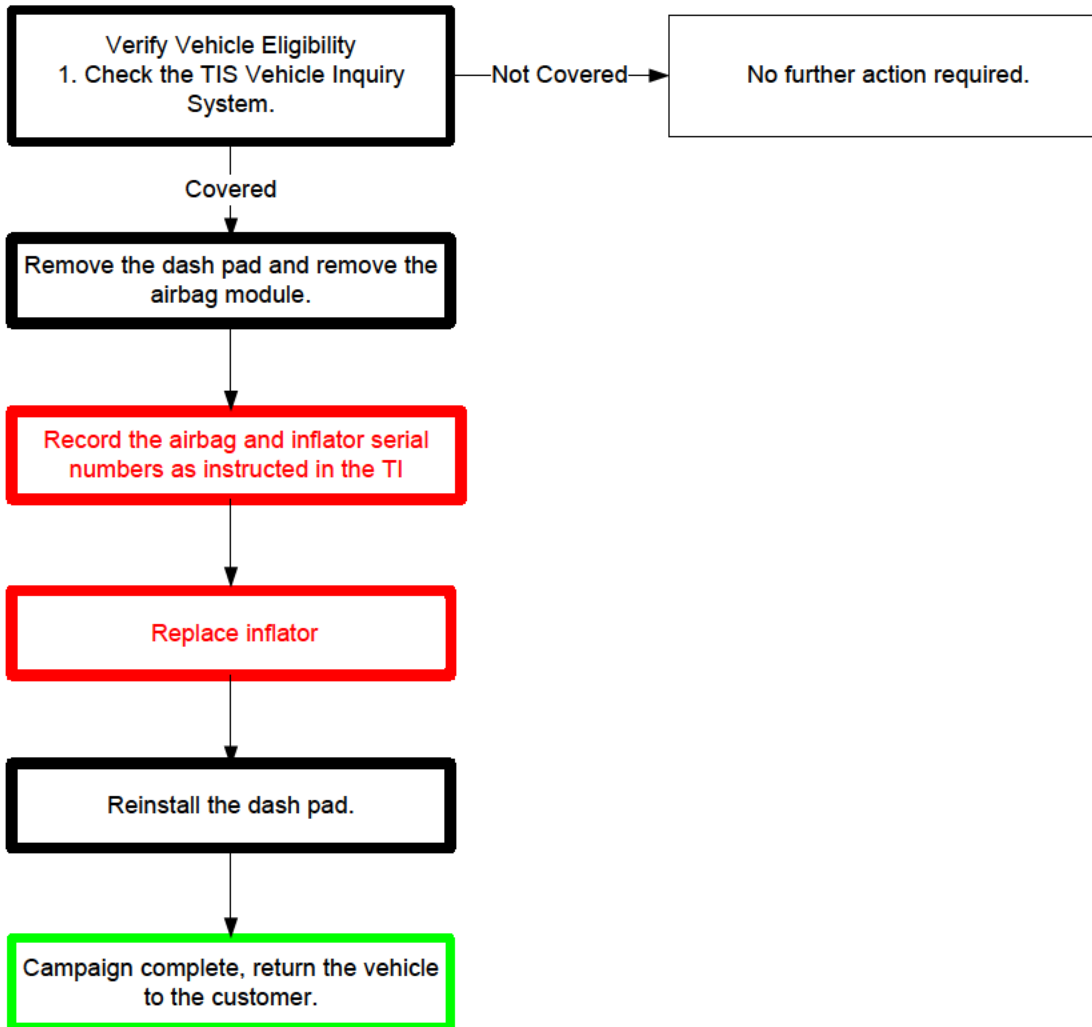 Verify Vehicle Eligibility
1. Check the TIS Vehicle Inquiry
System.
Not Covered
No further action required.
Covered
Remove the dash pad and remove the
airbag module.
Record the airbag and inflator serial
numbers as instructed in the TI
Replace inflator
Reinstall the dash pad.
Campaign complete, return the vehicle
to the customer.